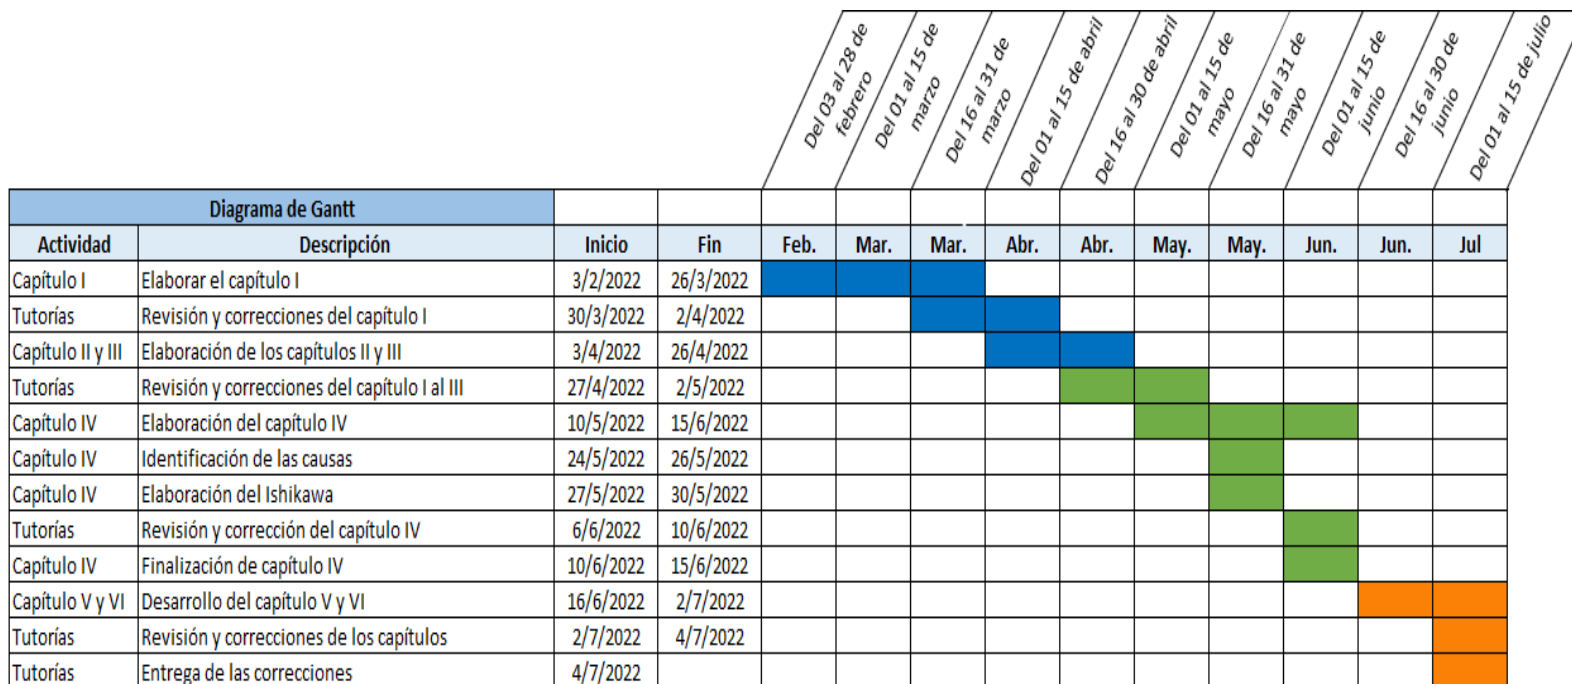 Del 03 al 28 de
febrero
Del 01 al 15 de
marzo
Del 16 al 31 de
marzo
Del 01 al 15 de abril
Del 16 al 30 de abril
Del 01 al 15 de
mayo
Del 16 al 31 de
mayo
Del 01 al 15 de
junio
Del 16 al 30 de
junio
Del 01 al 15 de julio
Diagrama de Gantt
Actividad Descripción Inicio Fin Feb. Mar. Mar. Abr. Abr. May. May. Jun. Jun. Jul
Capítulo I Elaborar el capítulo I 3/2/2022 26/3/2022
Tutorías Revisión y correcciones del capítulo I 30/3/2022 2/4/2022
Capítulo II y III Elaboración de los capítulos II y III 3/4/2022 26/4/2022
Tutorías Revisión y correcciones del capítulo I al III 27/4/2022 2/5/2022
Capítulo IV Elaboración del capítulo IV 10/5/2022 15/6/2022
Capítulo IV Identificación de las causas 24/5/2022 26/5/2022
Capítulo IV Elaboración del Ishikawa 27/5/2022 30/5/2022
Tutorías Revisión y corrección del capítulo IV 6/6/2022 10/6/2022
Capítulo IV Finalización de capítulo IV 10/6/2022 15/6/2022
Capítulo V y VI Desarrollo del capítulo V y VI 16/6/2022 2/7/2022
Tutorías Revisión y correcciones de los capítulos 2/7/2022 4/7/2022
Tutorías Entrega de las correcciones 4/7/2022